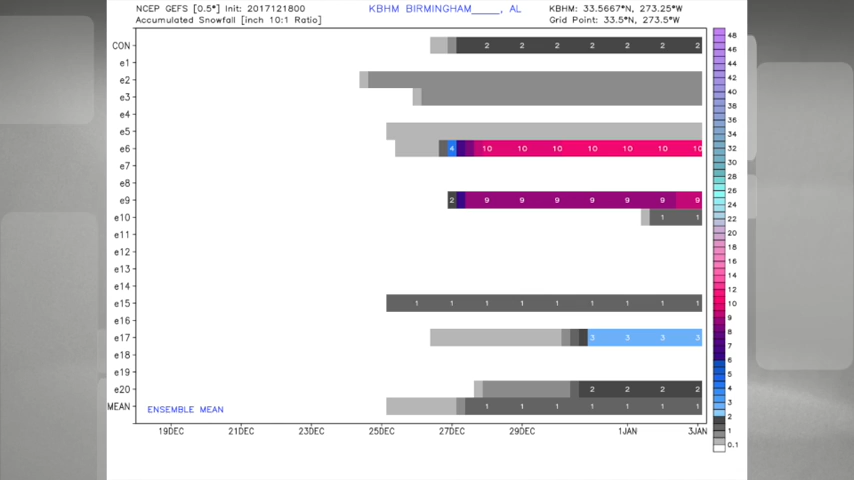 NCEP GEFS [0.5°] Init: 2017121800
Accumulated Snowfall [inch 10:1 Ratio]
KBHM BIRMINGHAM_____, AL
KBHM: 33.5667°N, 273.25°W
Grid Point: 33.5°N, 273.5°W
CON 2 2 2 2 2 2 2
e1
e2
e3
e4
e5
e6 4 10 10 10 10 10 10 10
e7
e8
e9 2 9 9 9 9 9 9 9
e10 1 1
e11
e12
e13
e14
e15 1 1 1 1 1 1 1 1 1
e16
e17 3 3 3 3
e18
e19
e20 2 2 2 2
MEAN 1 1 1 1 1 1 1
ENSEMBLE MEAN
19DEC 21DEC 23DEC 25DEC 27DEC 29DEC 1JAN 3JAN
48
46
44
42
40
38
36
34
32
30
28
26
24
22
20
18
16
14
12
10
9
8
7
6
5
4
3
2
1
0.1